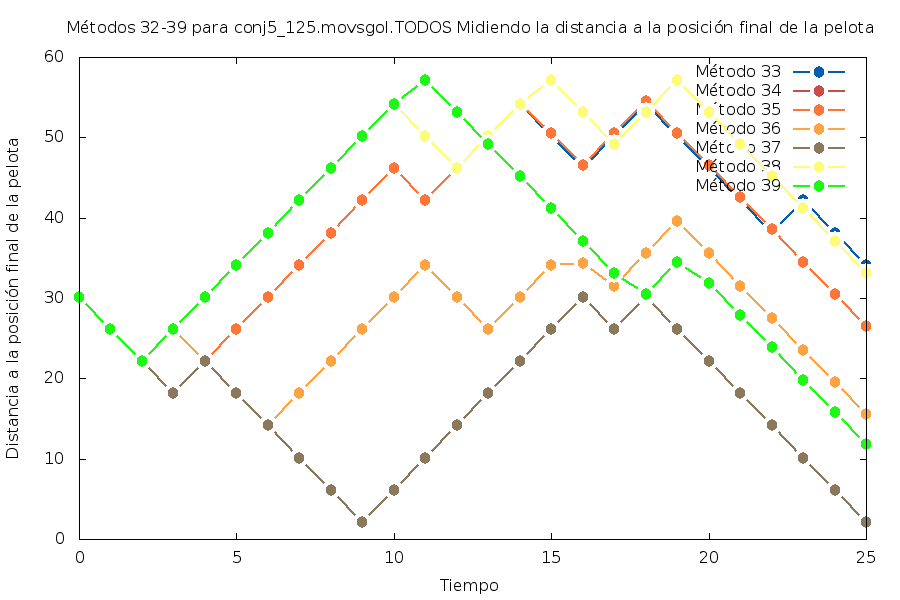 Métodos 32-39 para conj5_125.movsgol.TODOS Midiendo la distancia a la posición final de la pelota
Distancia a la posición final de la pelota
60
50
40
30
20
10
0
Método 33
Método 34
Método 35
Método 36
Método 37
Método 38
Método 39
0 5 10 15 20 25
Tiempo